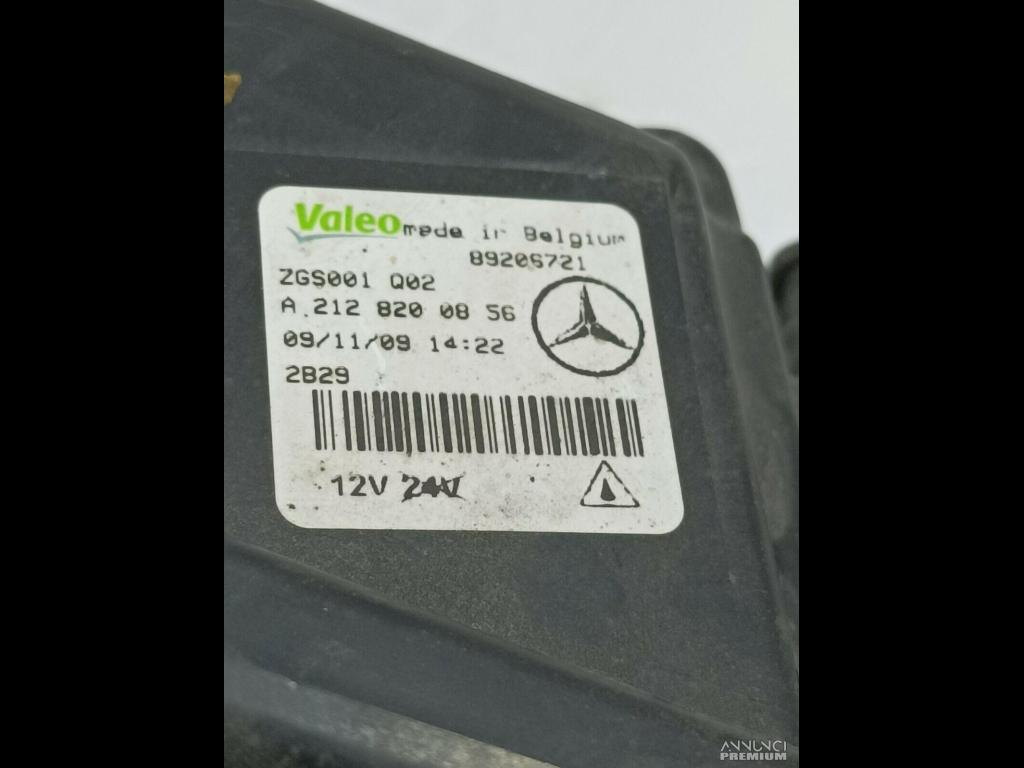 Valeo made in Belgium
89206721
ZGS001 Q02
A.212 820 08 56
09/11/09 14:22
2B29
12V 24V
ANNUNCI
PREMIUM